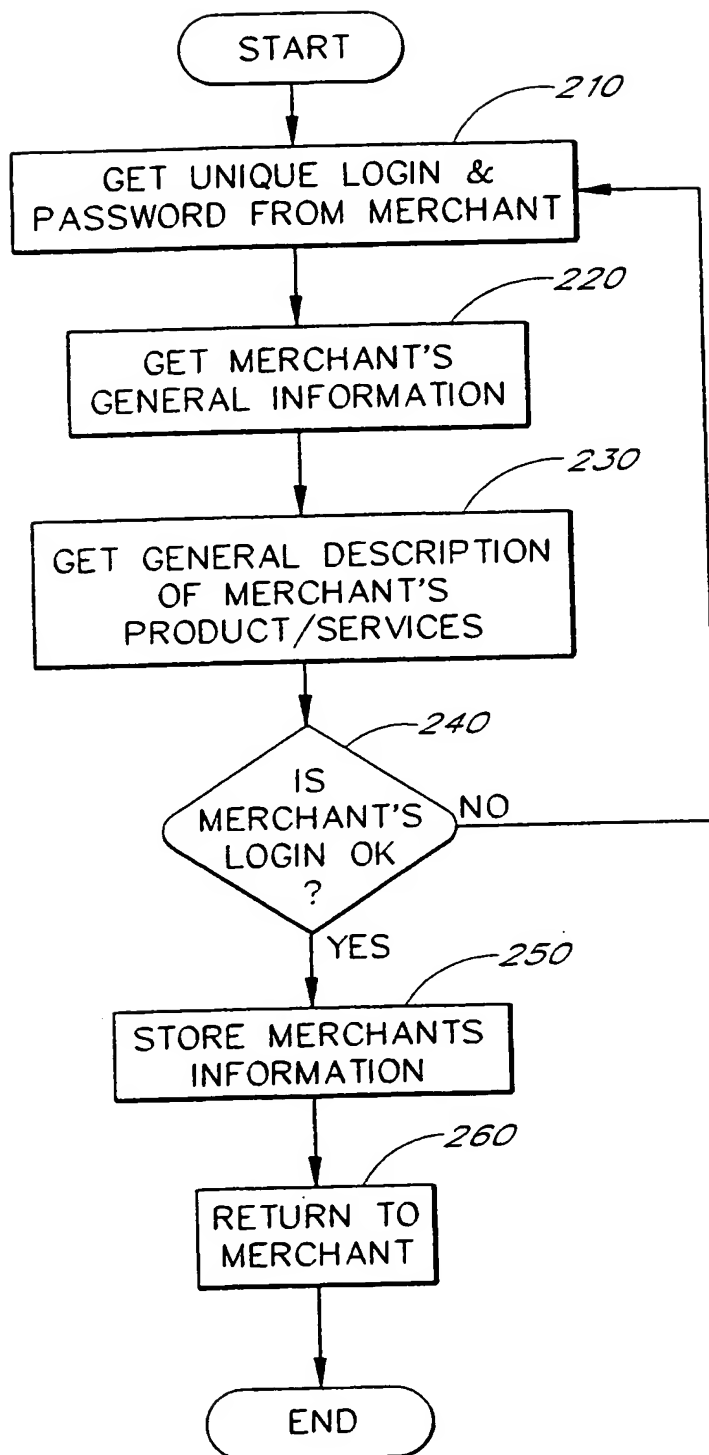 START
210
GET UNIQUE LOGIN &
PASSWORD FROM MERCHANT
220
GET MERCHANT'S
GENERAL INFORMATION
230
GET GENERAL DESCRIPTION
OF MERCHANT'S
PRODUCT/SERVICES
240
IS
MERCHANT'S
LOGIN OK
?
NO
YES
250
STORE MERCHANTS
INFORMATION
260
RETURN TO
MERCHANT
END